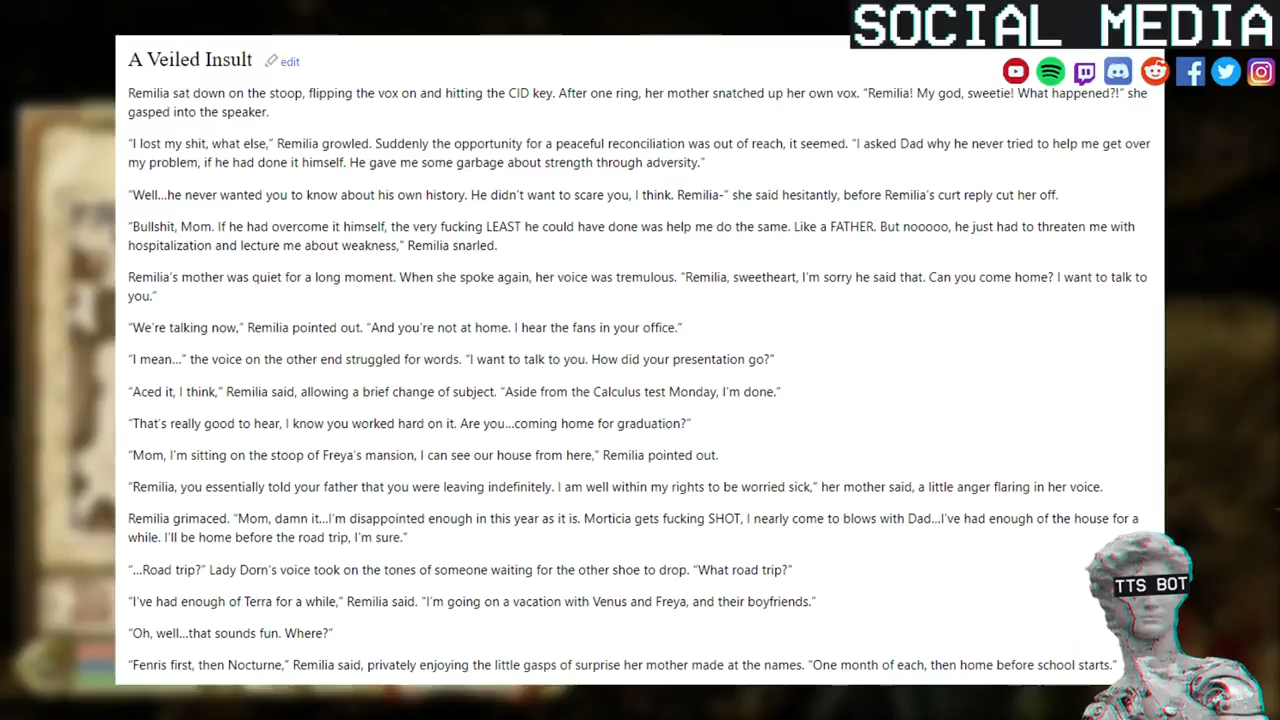 SOCIAL MEDIA
A Veiled Insult edit
Remilia sat down on the stoop, flipping the vox on and hitting the CID key. After one ring, her mother snatched up her own vox. “Remilia! My god, sweetie! What happened?!” she
gasped into the speaker.
“I lost my shit, what else,” Remilia growled. Suddenly the opportunity for a peaceful reconciliation was out of reach, it seemed. “I asked Dad why he never tried to help me get over
my problem, if he had done it himself. He gave me some garbage about strength through adversity.”
“Well…he never wanted you to know about his own history. He didn’t want to scare you, I think. Remilia-” she said hesitantly, before Remilia’s curt reply cut her off.
“Bullshit, Mom. If he had overcome it himself, the very fucking LEAST he could have done was help me do the same. Like a FATHER. But nooooo, he just had to threaten me with
hospitalization and lecture me about weakness,” Remilia snarled.
Remilia’s mother was quiet for a long moment. When she spoke again, her voice was tremulous. “Remilia, sweetheart, I’m sorry he said that. Can you come home? I want to talk to
you.”
“We’re talking now,” Remilia pointed out. “And you’re not at home. I hear the fans in your office.”
“I mean…” the voice on the other end struggled for words. “I want to talk to you. How did your presentation go?”
“Aced it, I think,” Remilia said, allowing a brief change of subject. “Aside from the Calculus test Monday, I’m done.”
“That’s really good to hear, I know you worked hard on it. Are you…coming home for graduation?”
“Mom, I’m sitting on the stoop of Freya’s mansion, I can see our house from here,” Remilia pointed out.
“Remilia, you essentially told your father that you were leaving indefinitely. I am well within my rights to be worried sick,” her mother said, a little anger flaring in her voice.
Remilia grimaced. “Mom, damn it…I’m disappointed enough in this year as it is. Morticia gets fucking SHOT, I nearly come to blows with Dad…I’ve had enough of the house for a
while. I’ll be home before the road trip, I’m sure.”
“…Road trip?” Lady Dorn’s voice took on the tones of someone waiting for the other shoe to drop. “What road trip?”
“I’ve had enough of Terra for a while,” Remilia said. “I’m going on a vacation with Venus and Freya, and their boyfriends.”
“Oh, well…that sounds fun. Where?”
“Fenris first, then Nocturne,” Remilia said, privately enjoying the little gasps of surprise her mother made at the names. “One month of each, then home before school starts.”
TTS BOT